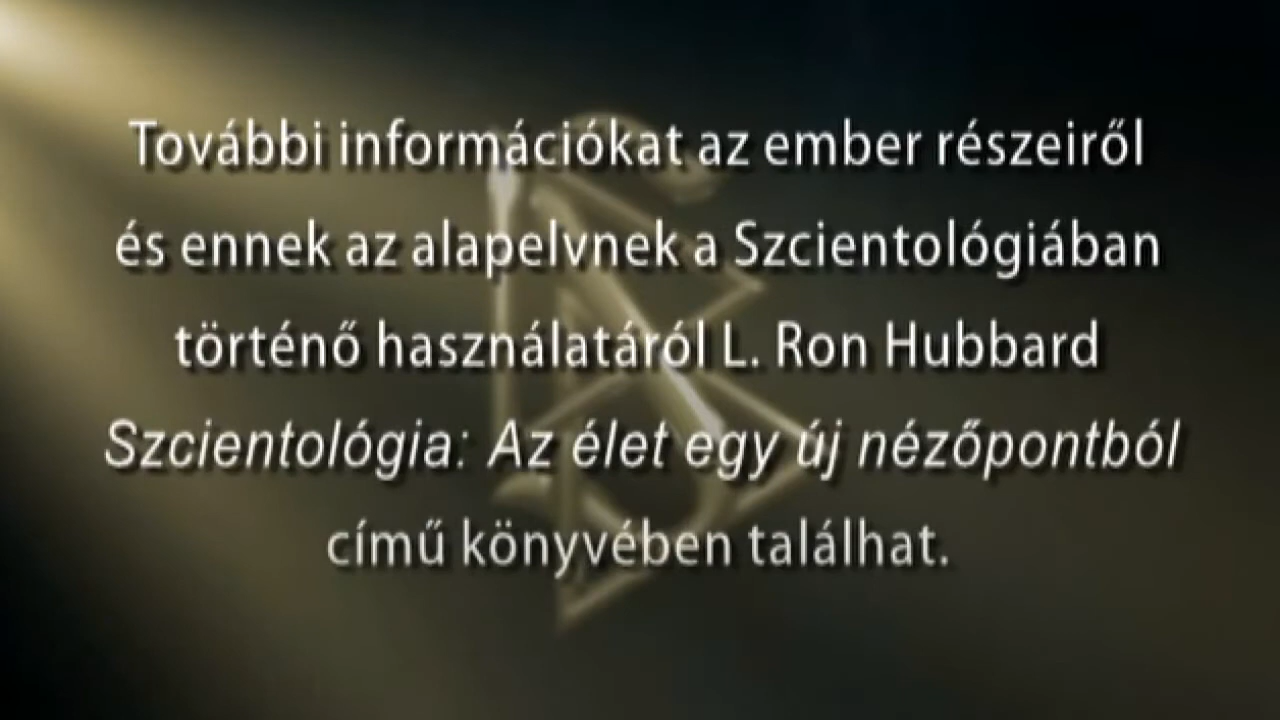 További információkat az ember részeiről
és ennek az alapelvnek a Szcientológiában
történő használatáról L. Ron Hubbard
Szcientológia: Az élet egy új nézőpontból
című könyvében találhat.